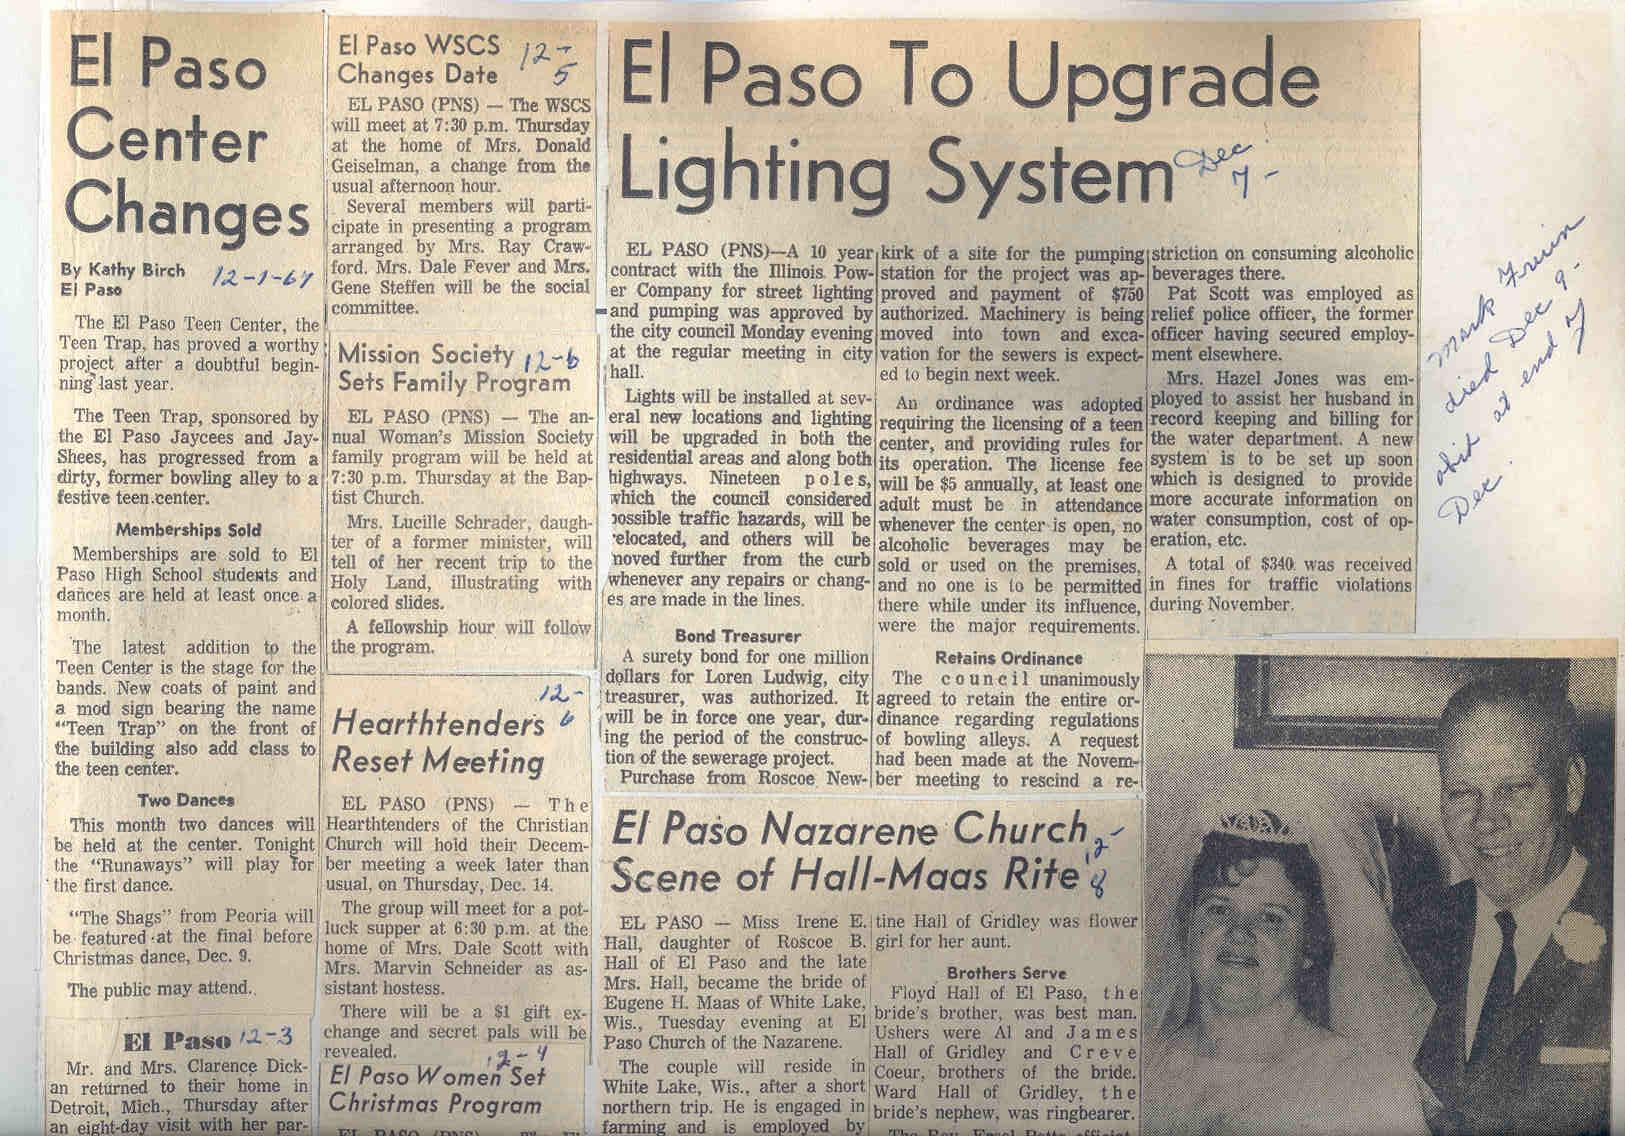 El Paso
Center
Changes
By Kathy Birch
El Paso
12-1-67
The El Paso Teen Center, the
Teen Trap, has proved a worthy
project after a doubtful begin-
ning last year.
The Teen Trap, sponsored by
the El Paso Jaycees and Jay-
Shees, has progressed from a
dirty, former bowling alley to a
festive teen center.
Memberships Sold
Memberships are sold to El
Paso High School students and
dances are held at least once a
month.
The latest addition to the
Teen Center is the stage for the
bands. New coats of paint and
a mod sign bearing the name
"Teen Trap" on the front of
the building also add class to
the teen center.
Two Dances
This month two dances will
be held at the center. Tonight
the "Runaways" will play for
the first dance.
"The Shags" from Peoria will
be featured at the final before
Christmas dance, Dec. 9.
The public may attend.
El Paso 12-3
Mr. and Mrs. Clarence Dick-
an returned to their home in
Detroit, Mich., Thursday after
an eight-day visit with her par-
El Paso WSCS
Changes Date
12-
5
EL PASO (PNS) — The WSCS
will meet at 7:30 p.m. Thursday
at the home of Mrs. Donald
Geiselman, a change from the
usual afternoon hour.
Several members will parti-
cipate in presenting a program
arranged by Mrs. Ray Craw-
ford. Mrs. Dale Fever and Mrs.
Gene Steffen will be the social
committee.
Mission Society 12-6
Sets Family Program
EL PASO (PNS) — The an-
nual Woman's Mission Society
family program will be held at
7:30 p.m. Thursday at the Bap-
tist Church.
Mrs. Lucille Schrader, daugh-
ter of a former minister, will
tell of her recent trip to the
Holy Land, illustrating with
colored slides.
A fellowship hour will follow
the program.
12-
6
Hearthtenders
Reset Meeting
EL PASO (PNS) — The
Hearthtenders of the Christian
Church will hold their Decem-
ber meeting a week later than
usual, on Thursday, Dec. 14.
The group will meet for a pot-
luck supper at 6:30 p.m. at the
home of Mrs. Dale Scott with
Mrs. Marvin Schneider as as-
sistant hostess.
There will be a $1 gift ex-
change and secret pals will be
revealed.
12-4
El Paso Women Set
Christmas Program
EL PASO (PNS) — The
El Paso To Upgrade
Lighting System
Dec.
7-
EL PASO (PNS)—A 10 year
contract with the Illinois Pow-
er Company for street lighting
and pumping was approved by
the city council Monday evening
at the regular meeting in city
hall.
Lights will be installed at sev-
eral new locations and lighting
will be upgraded in both the
residential areas and along both
highways. Nineteen poles,
which the council considered
possible traffic hazards, will be
relocated, and others will be
moved further from the curb
whenever any repairs or chang-
es are made in the lines.
Bond Treasurer
A surety bond for one million
dollars for Loren Ludwig, city
treasurer, was authorized. It
will be in force one year, dur-
ing the period of the construc-
tion of the sewerage project.
Purchase from Roscoe New-
kirk of a site for the pumping
station for the project was ap-
proved and payment of $750
authorized. Machinery is being
moved into town and exca-
vation for the sewers is expect-
ed to begin next week.
An ordinance was adopted
requiring the licensing of a teen
center, and providing rules for
its operation. The license fee
will be $5 annually, at least one
adult must be in attendance
whenever the center is open, no
alcoholic beverages may be
sold or used on the premises,
and no one is to be permitted
there while under its influence,
were the major requirements.
Retains Ordinance
The council unanimously
agreed to retain the entire or-
dinance regarding regulations
of bowling alleys. A request
had been made at the Novem-
ber meeting to rescind a re-
striction on consuming alcoholic
beverages there.
Pat Scott was employed as
relief police officer, the former
officer having secured employ-
ment elsewhere.
Mrs. Hazel Jones was em-
ployed to assist her husband in
record keeping and billing for
the water department. A new
system is to be set up soon
which is designed to provide
more accurate information on
water consumption, cost of op-
eration, etc.
A total of $340 was received
in fines for traffic violations
during November.
Mark Fruin
died Dec 9-
obit at end of
Dec.
El Paso Nazarene Church
Scene of Hall-Maas Rite
12-
8
EL PASO — Miss Irene E.
Hall, daughter of Roscoe B.
Hall of El Paso and the late
Mrs. Hall, became the bride of
Eugene H. Maas of White Lake,
Wis., Tuesday evening at El
Paso Church of the Nazarene.
The couple will reside in
White Lake, Wis., after a short
northern trip. He is engaged in
farming and is employed by
tine Hall of Gridley was flower
girl for her aunt.
Brothers Serve
Floyd Hall of El Paso, the
bride's brother, was best man.
Ushers were Al and James
Hall of Gridley and Creve
Coeur, brothers of the bride.
Ward Hall of Gridley, the
bride's nephew, was ringbearer.
The Rev.